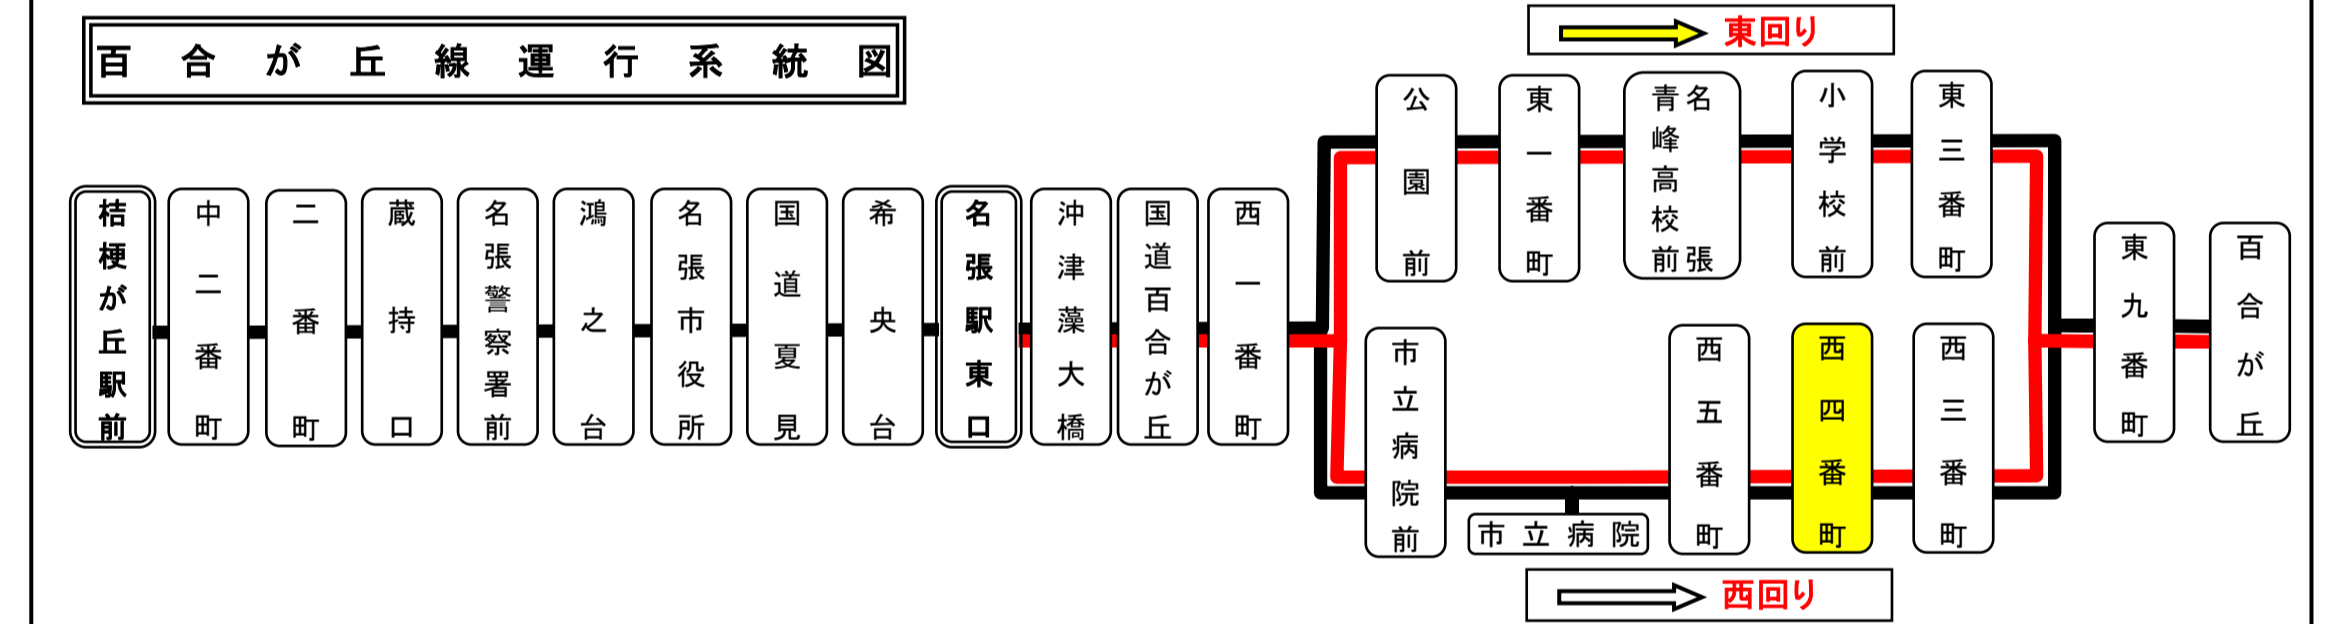 百合が丘線運行系統図
東回り
桔梗が丘駅前
中二番町
二番町
蔵持口
名張警察署前
鴻之台
名張市役所
国道夏見
希央台
名張駅東口
沖津藻大橋
国道百合が丘
西一番町
公園前
東一番町
名張
青峰高校前
小学校前
東三番町
市立病院前
市立病院
西五番町
西四番町
西三番町
東九番町
百合が丘
西回り